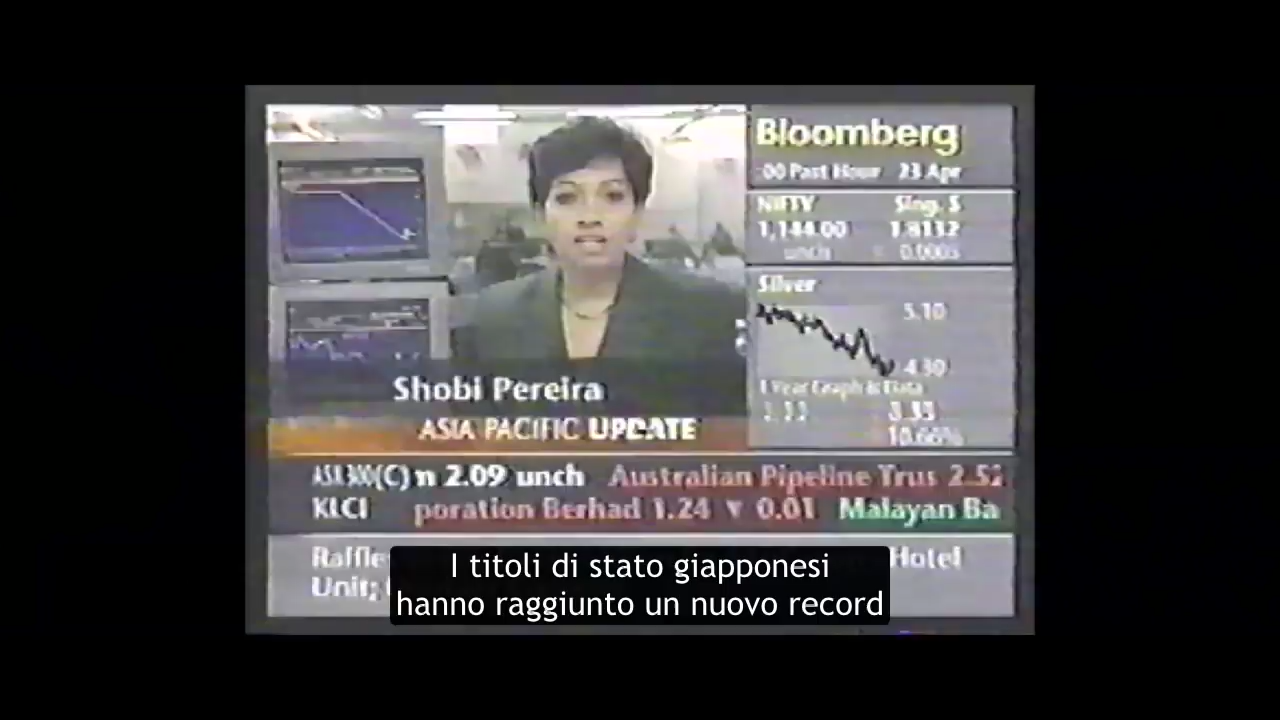 Bloomberg
:00 Past Hour 23 Apr
NIFTY Sing. $
1,144.00 1.8132
unch 0.0005
Silver
5.10
4.30
1 Year Graph & Data
10.66%
Shobi Pereira
ASIA PACIFIC UPDATE
(C) n 2.09 unch Australian Pipeline Trus 2.52
KLCI poration Berhad 1.24 ▼ 0.01 Malayan Ba
Raffle Hotel
Unit;
I titoli di stato giapponesi
hanno raggiunto un nuovo record